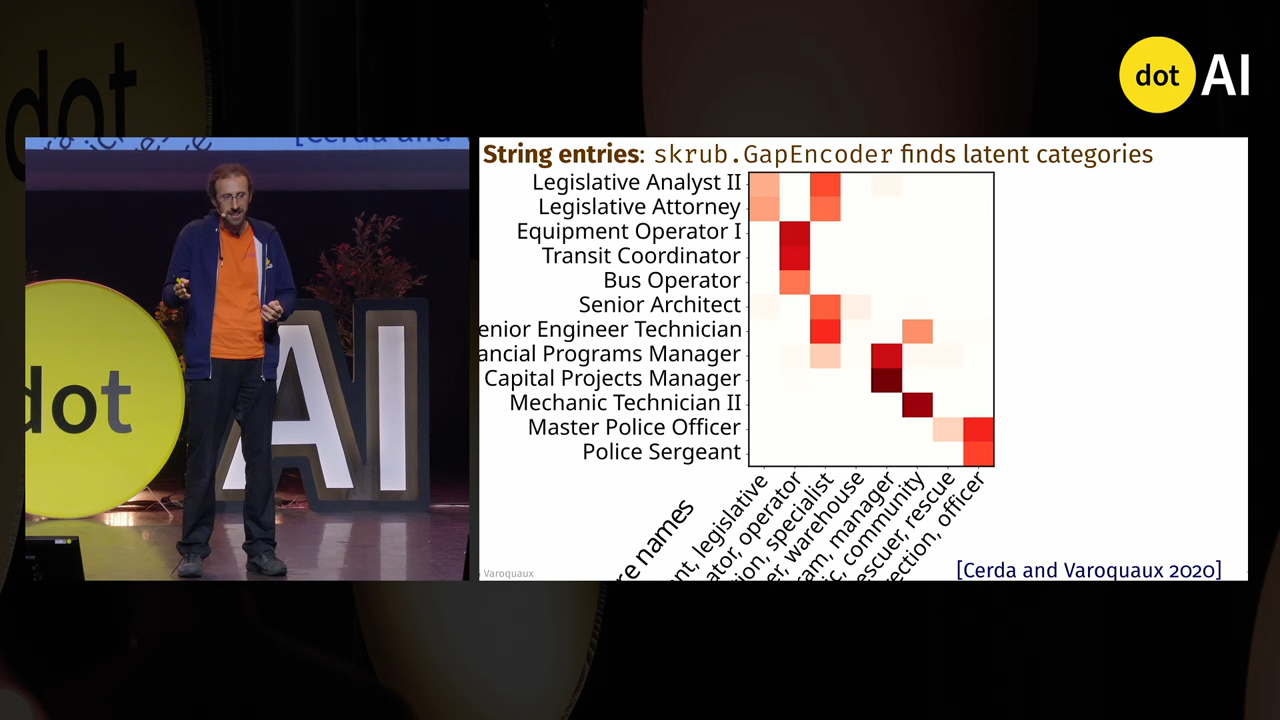 dot
dot AI
[Cerda and
String entries: skrub.GapEncoder finds latent categories
Legislative Analyst II
Legislative Attorney
Equipment Operator I
Transit Coordinator
Bus Operator
Senior Architect
enior Engineer Technician
ancial Programs Manager
Capital Projects Manager
Mechanic Technician II
Master Police Officer
Police Sergeant
re names
nt, legislative
ator, operator
ion, specialist
er, warehouse
am, manager
ic, community
escuer, rescue
ection, officer
dot AI
Varoquaux
[Cerda and Varoquaux 2020]